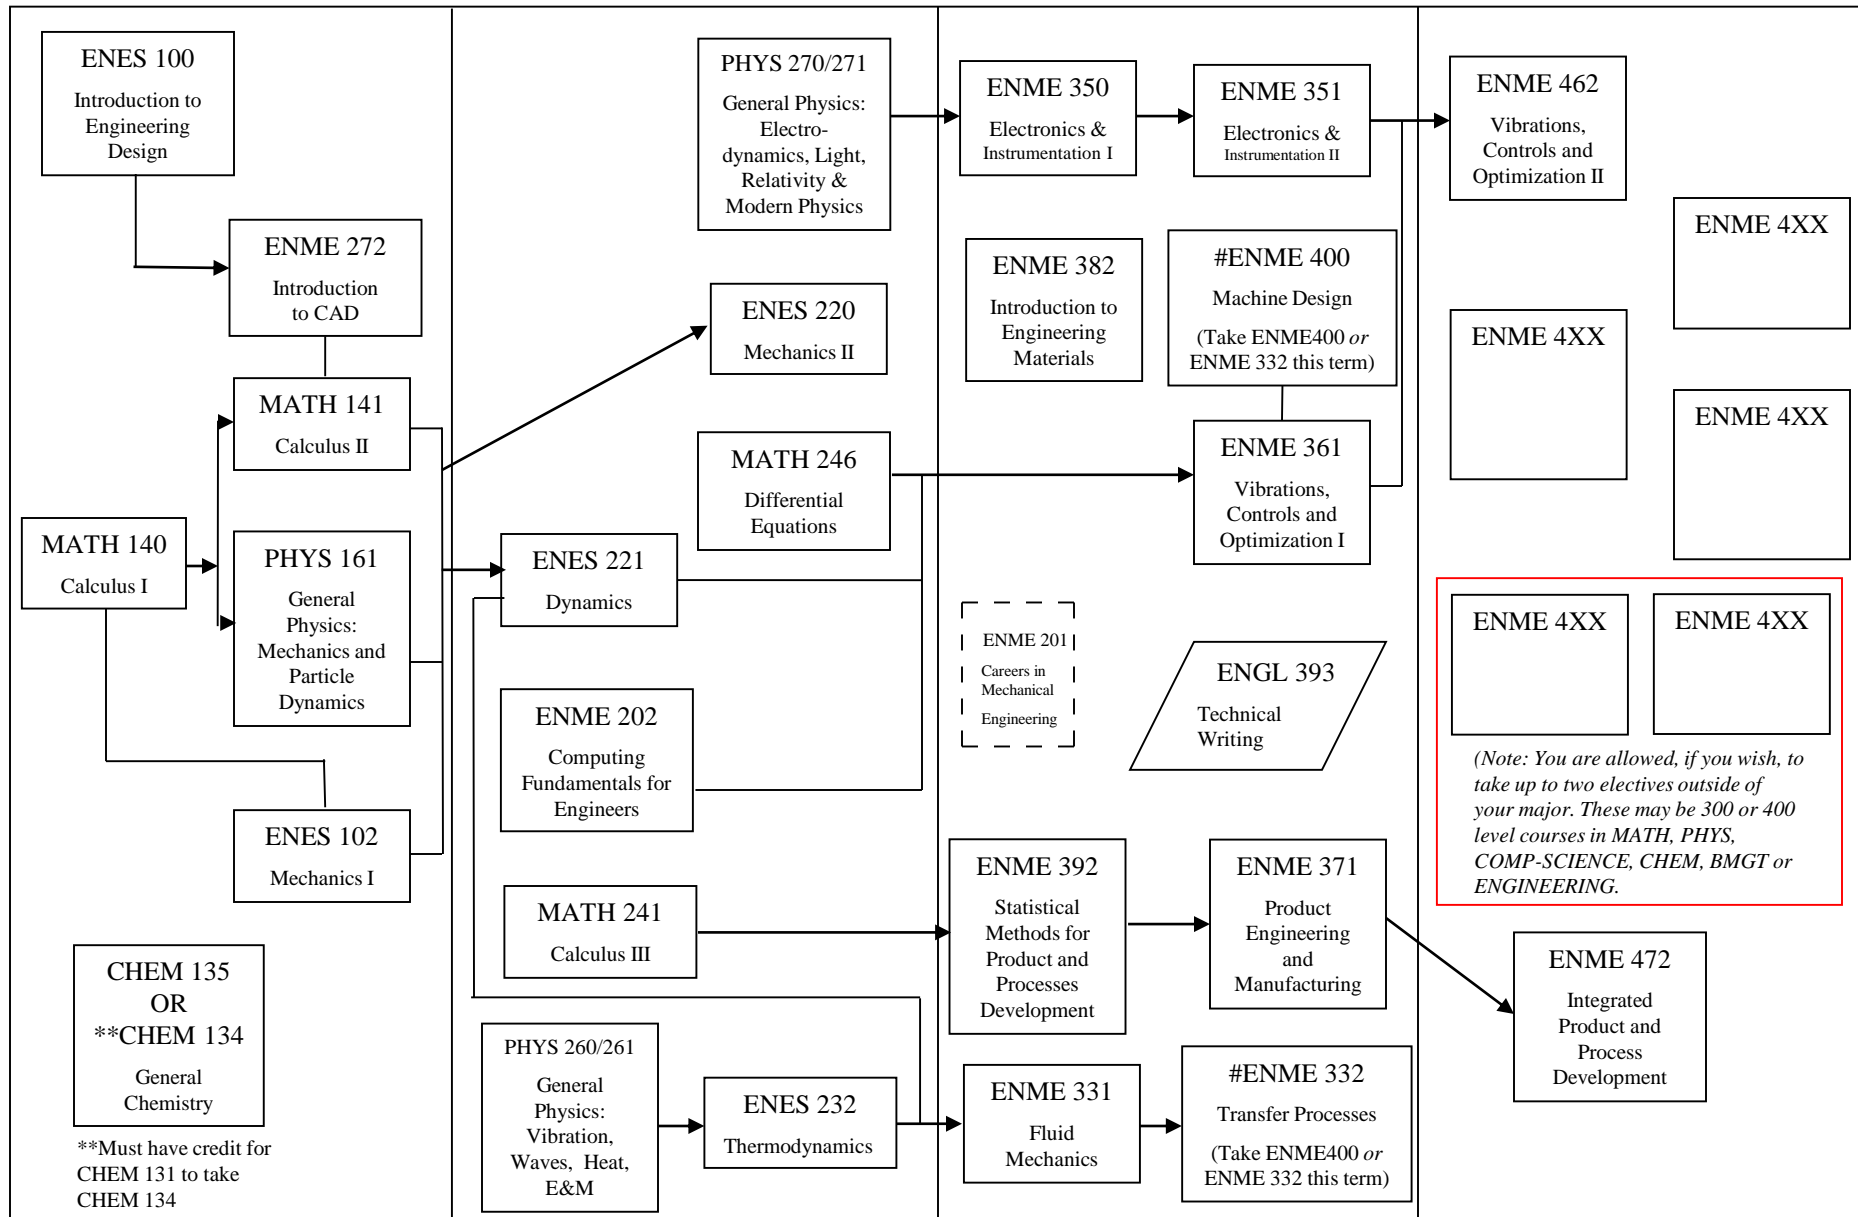 ENES 100
Introduction to
Engineering
Design
ENME 272
Introduction
to CAD
MATH 141
Calculus II
MATH 140
Calculus I
PHYS 161
General
Physics:
Mechanics and
Particle
Dynamics
ENES 102
Mechanics I
CHEM 135
OR
**CHEM 134
General
Chemistry
**Must have credit for
CHEM 131 to take
CHEM 134
PHYS 270/271
General Physics:
Electro-
dynamics, Light,
Relativity &
Modern Physics
ENES 220
Mechanics II
MATH 246
Differential
Equations
ENES 221
Dynamics
ENME 202
Computing
Fundamentals for
Engineers
MATH 241
Calculus III
PHYS 260/261
General
Physics:
Vibration,
Waves, Heat,
E&M
ENES 232
Thermodynamics
ENME 350
Electronics &
Instrumentation I
ENME 351
Electronics &
Instrumentation II
ENME 382
Introduction to
Engineering
Materials
#ENME 400
Machine Design
(Take ENME400 or
ENME 332 this term)
ENME 361
Vibrations,
Controls and
Optimization I
ENME 201
Careers in
Mechanical
Engineering
ENGL 393
Technical
Writing
ENME 392
Statistical
Methods for
Product and
Processes
Development
ENME 371
Product
Engineering
and
Manufacturing
ENME 331
Fluid
Mechanics
#ENME 332
Transfer Processes
(Take ENME400 or
ENME 332 this term)
ENME 462
Vibrations,
Controls and
Optimization II
ENME 4XX
ENME 4XX
ENME 4XX
ENME 4XX
ENME 4XX
(Note: You are allowed, if you wish, to
take up to two electives outside of
your major. These may be 300 or 400
level courses in MATH, PHYS,
COMP-SCIENCE, CHEM, BMGT or
ENGINEERING.
ENME 472
Integrated
Product and
Process
Development